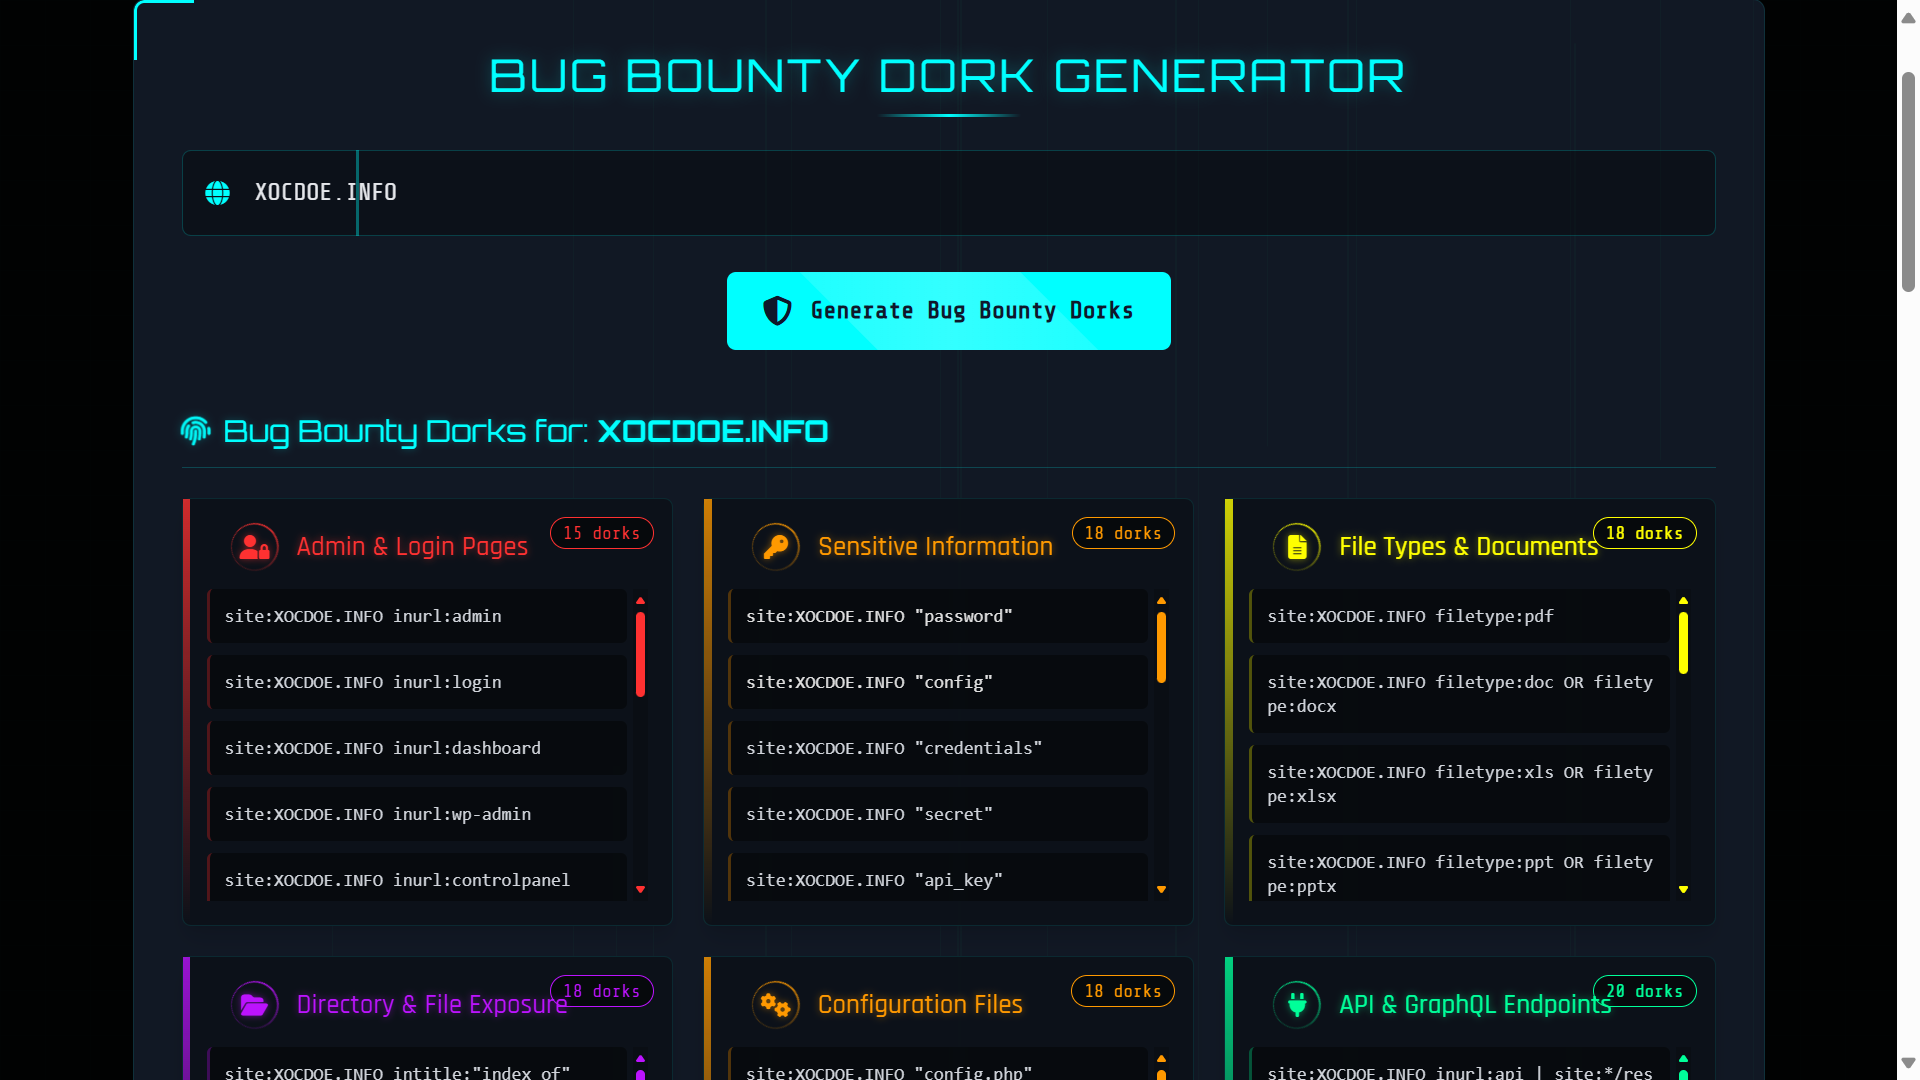 BUG BOUNTY DORK GENERATOR
XOCDOE.INFO
Generate Bug Bounty Dorks
Bug Bounty Dorks for: XOCDOE.INFO
Admin & Login Pages
15 dorks
site:XOCDOE.INFO inurl:admin
site:XOCDOE.INFO inurl:login
site:XOCDOE.INFO inurl:dashboard
site:XOCDOE.INFO inurl:wp-admin
site:XOCDOE.INFO inurl:controlpanel
Sensitive Information
18 dorks
site:XOCDOE.INFO "password"
site:XOCDOE.INFO "config"
site:XOCDOE.INFO "credentials"
site:XOCDOE.INFO "secret"
site:XOCDOE.INFO "api_key"
File Types & Documents
18 dorks
site:XOCDOE.INFO filetype:pdf
site:XOCDOE.INFO filetype:doc OR filety
pe:docx
site:XOCDOE.INFO filetype:xls OR filety
pe:xlsx
site:XOCDOE.INFO filetype:ppt OR filety
pe:pptx
Directory & File Exposure
18 dorks
site:XOCDOE.INFO intitle:"index of"
Configuration Files
18 dorks
site:XOCDOE.INFO "config.php"
API & GraphQL Endpoints
20 dorks
site:XOCDOE.INFO inurl:api | site:*/res